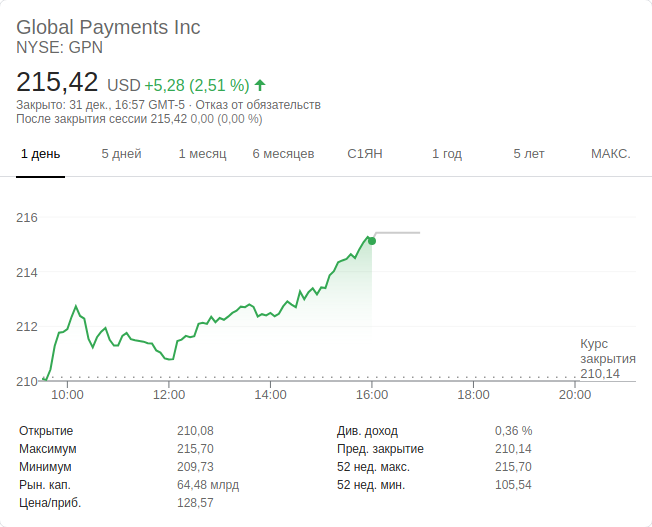 Global Payments Inc
NYSE: GPN
215,42 USD +5,28 (2,51 %)
Закрыто: 31 дек., 16:57 GMT-5 · Отказ от обязательств
После закрытия сессии 215,42 0,00 (0,00 %)
1 день 5 дней 1 месяц 6 месяцев С1ЯН 1 год 5 лет МАКС.
216
214
212
210
Курс
закрытия
210,14
10:00 12:00 14:00 16:00 18:00 20:00
Открытие 210,08 Див. доход 0,36 %
Максимум 215,70 Пред. закрытие 210,14
Минимум 209,73 52 нед. макс. 215,70
Рын. кап. 64,48 млрд 52 нед. мин. 105,54
Цена/приб. 128,57